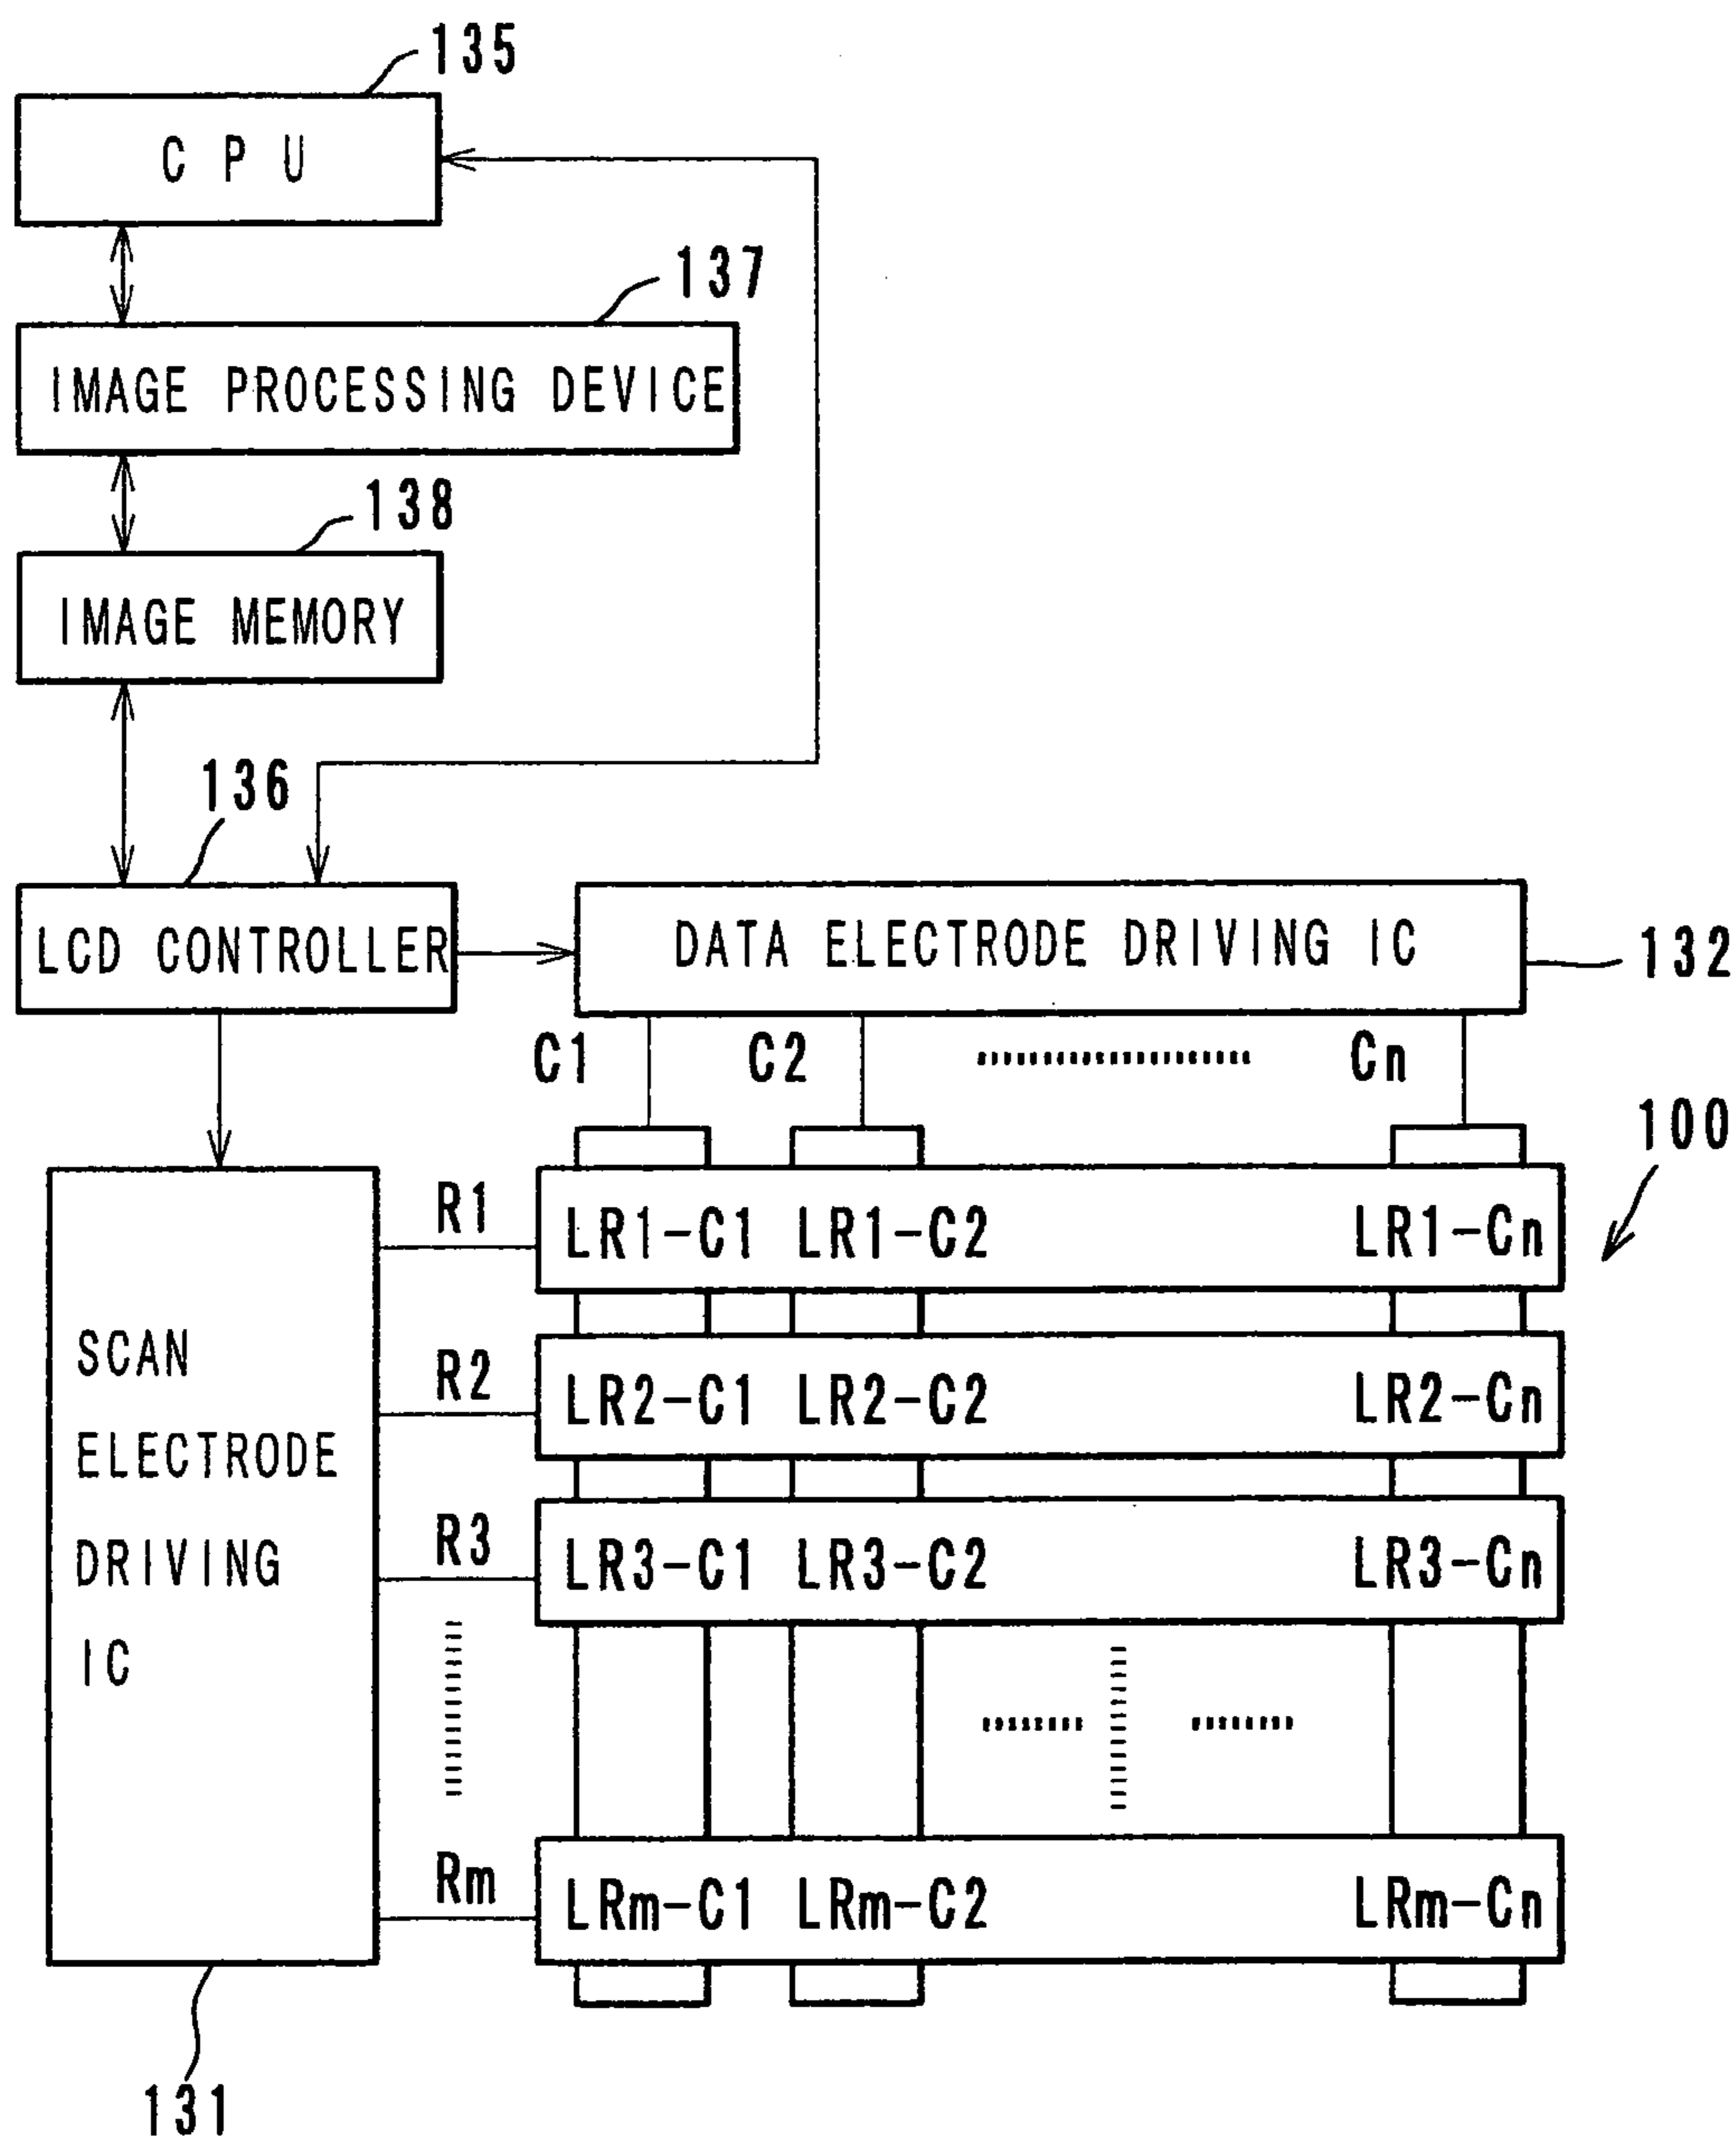 135
CPU
137
IMAGE PROCESSING DEVICE
138
IMAGE MEMORY
136
LCD CONTROLLER
DATA ELECTRODE DRIVING IC
132
C1 C2 Cn
100
R1 LR1-C1 LR1-C2 LR1-Cn
R2 LR2-C1 LR2-C2 LR2-Cn
R3 LR3-C1 LR3-C2 LR3-Cn
Rm LRm-C1 LRm-C2 LRm-Cn
SCAN
ELECTRODE
DRIVING
IC
131